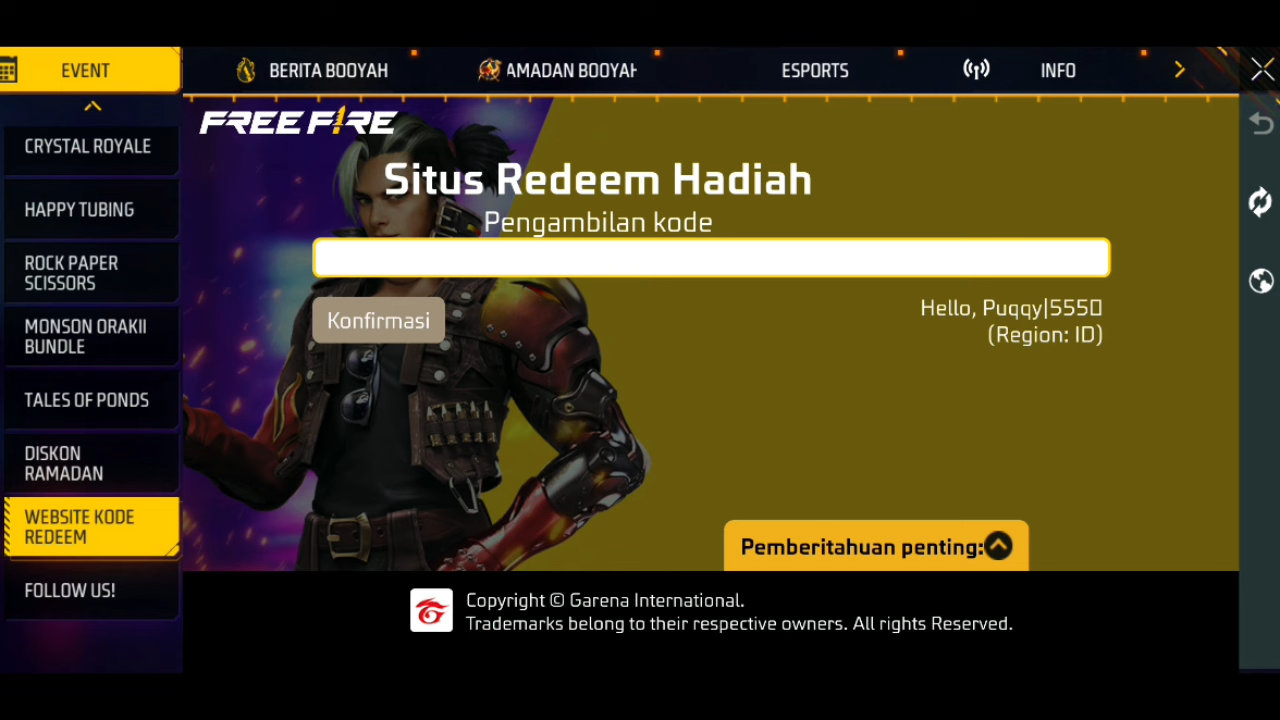 EVENT
BERITA BOOYAH
AMADAN BOOYAH
ESPORTS
INFO
CRYSTAL ROYALE
HAPPY TUBING
ROCK PAPER
SCISSORS
MONSON ORAKII
BUNDLE
TALES OF PONDS
DISKON
RAMADAN
WEBSITE KODE
REDEEM
FOLLOW US!
FREE FIRE
Situs Redeem Hadiah
Pengambilan kode
Konfirmasi
Hello, Puqqy|555
(Region: ID)
Pemberitahuan penting:
Copyright © Garena International.
Trademarks belong to their respective owners. All rights Reserved.